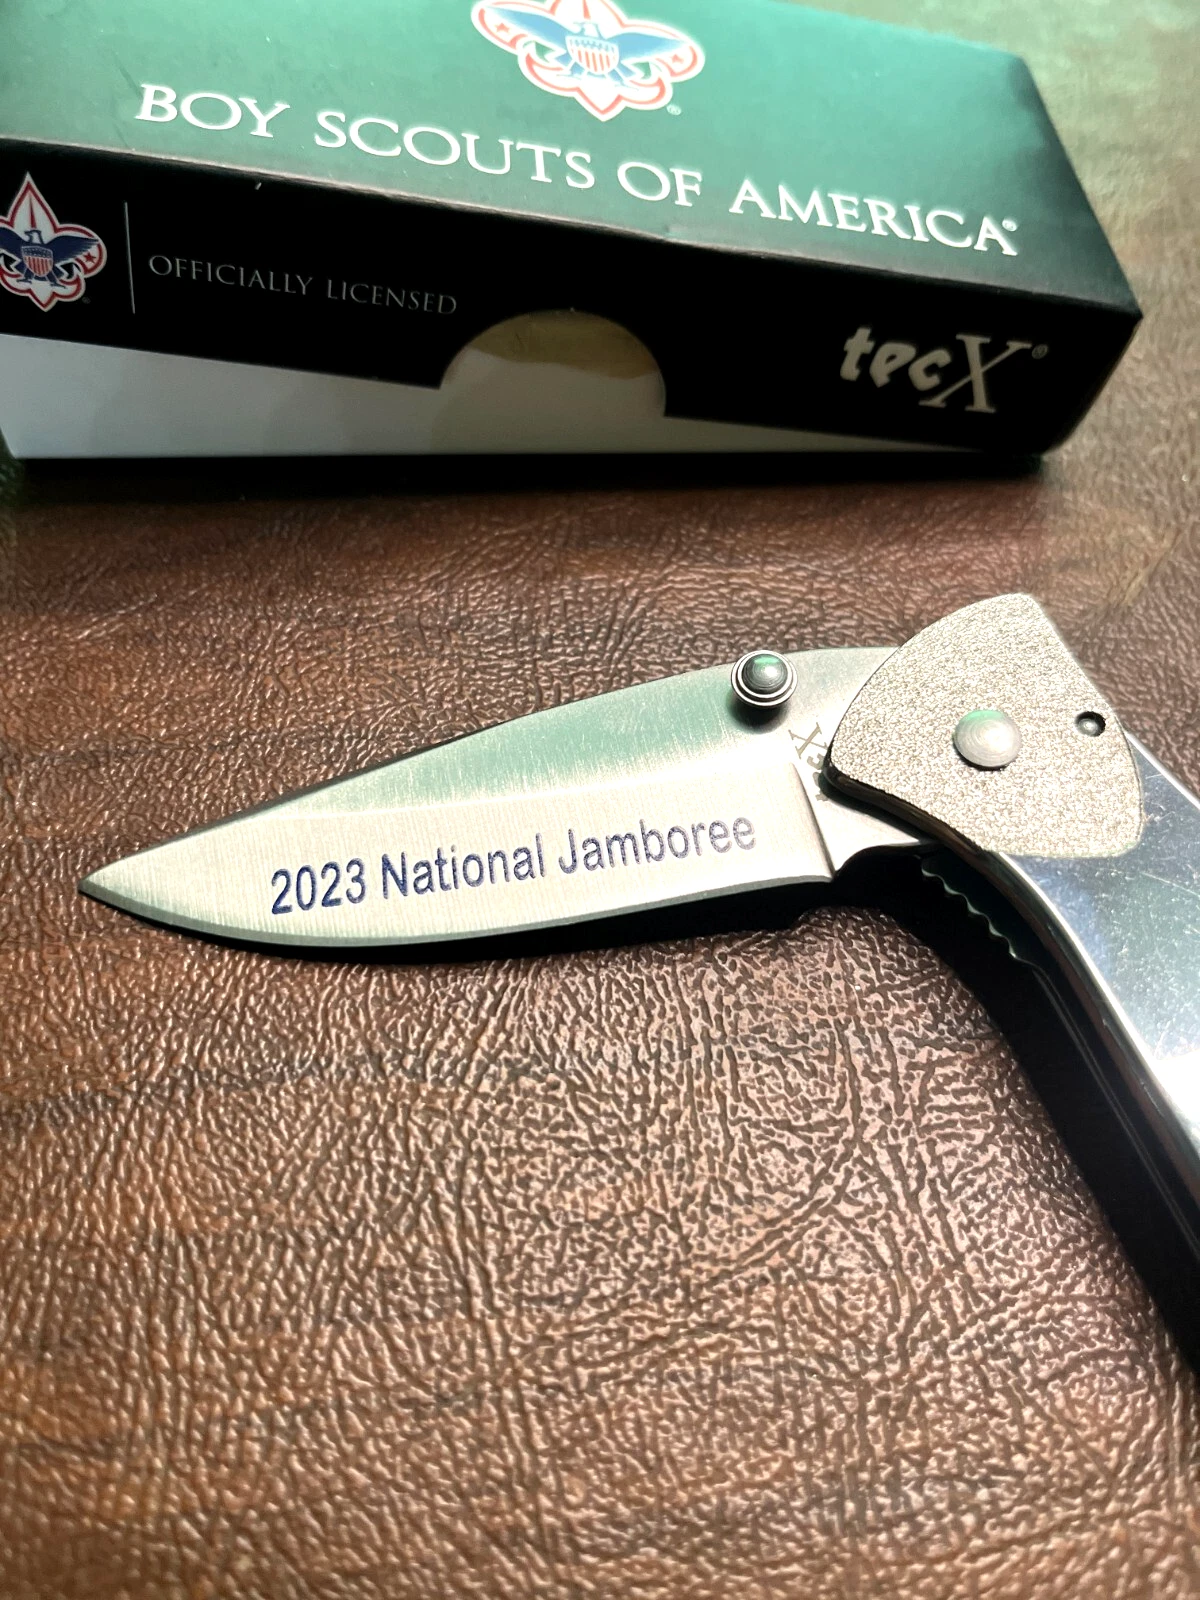 BOY SCOUTS OF AMERICA®
OFFICIALLY LICENSED
tecX®
2023 National Jamboree